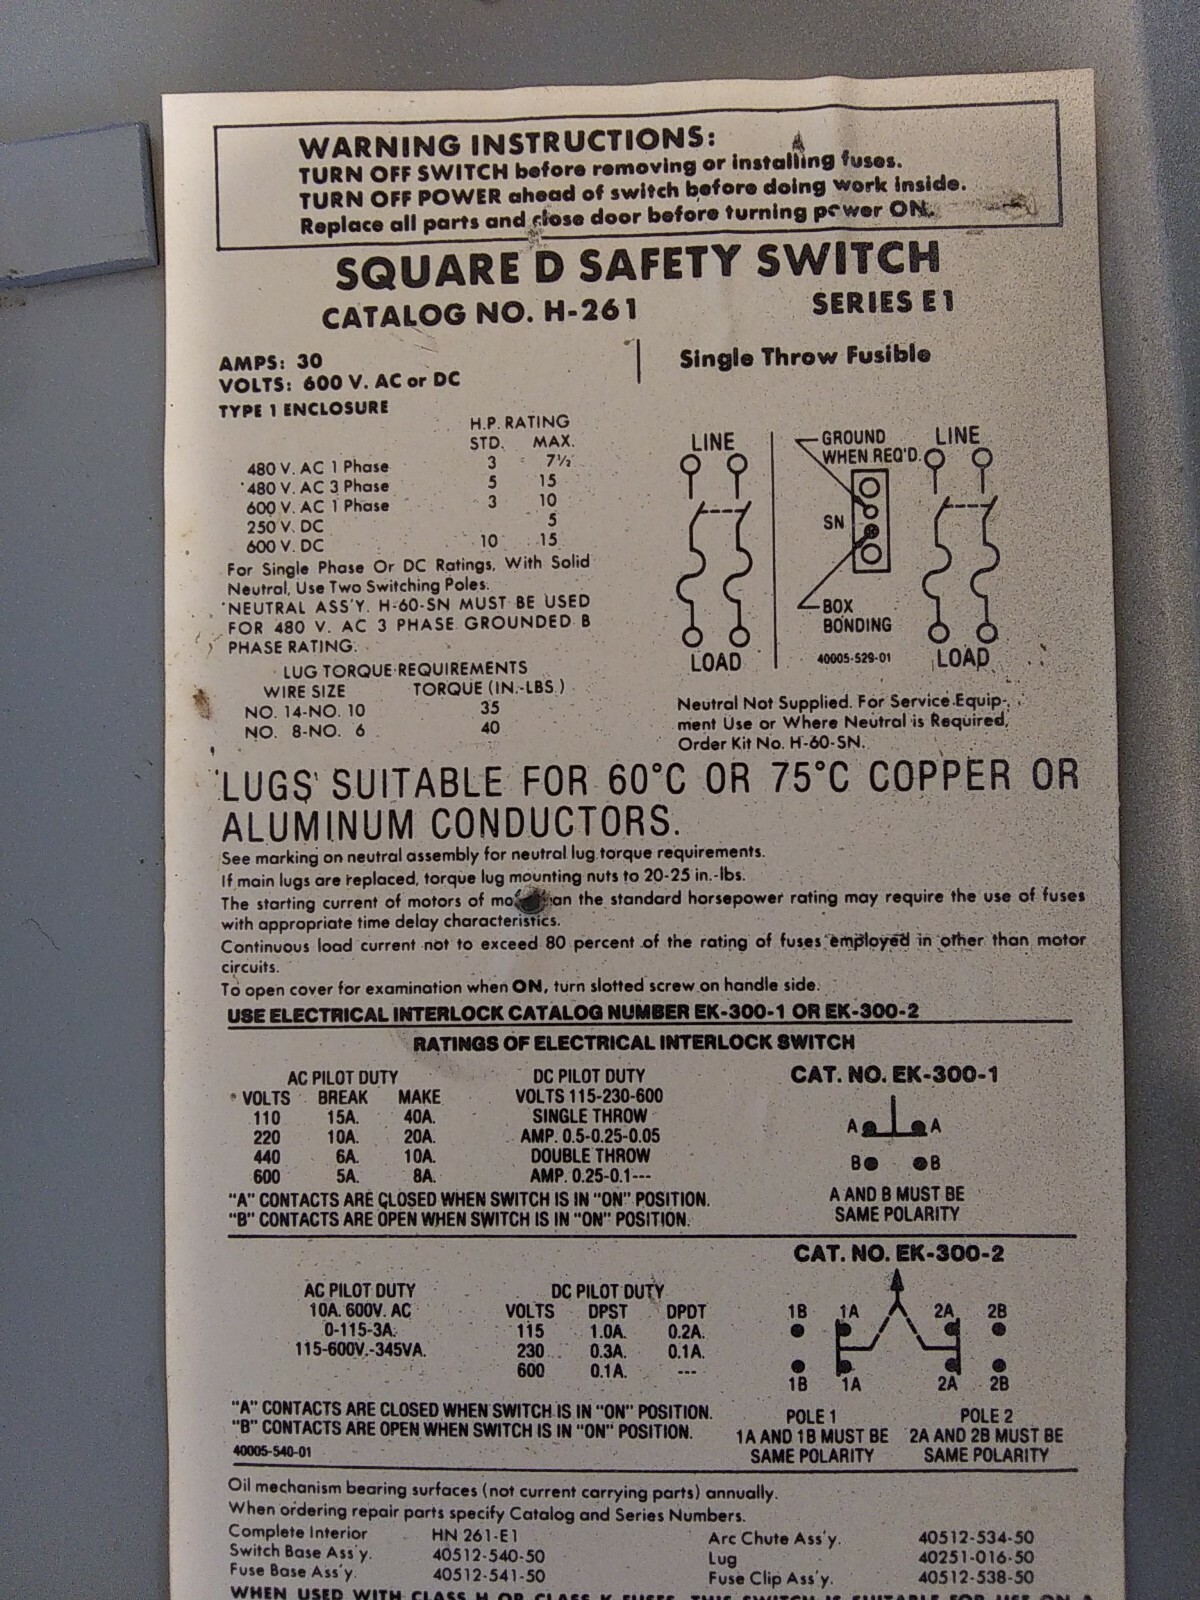 WARNING INSTRUCTIONS:
TURN OFF SWITCH before removing or installing fuses.
TURN OFF POWER ahead of switch before doing work inside.
Replace all parts and close door before turning power ON.
SQUARE D SAFETY SWITCH
CATALOG NO. H-261 SERIES E1
AMPS: 30
VOLTS: 600 V. AC or DC
TYPE 1 ENCLOSURE
H.P. RATING
STD. MAX.
480 V. AC 1 Phase 3 7½
480 V. AC 3 Phase 5 15
600 V. AC 1 Phase 3 10
250 V. DC 5
600 V. DC 10 15
For Single Phase Or DC Ratings, With Solid
Neutral, Use Two Switching Poles.
NEUTRAL ASS'Y. H-60-SN MUST BE USED
FOR 480 V. AC 3 PHASE GROUNDED B
PHASE RATING.
LUG TORQUE REQUIREMENTS
WIRE SIZE TORQUE (IN.-LBS.)
NO. 14-NO. 10 35
NO. 8-NO. 6 40
Single Throw Fusible
LINE
LOAD
GROUND
WHEN REQ'D.
SN
BOX
BONDING
40005-529-01
LINE
LOAD
Neutral Not Supplied. For Service Equip-
ment Use or Where Neutral is Required,
Order Kit No. H-60-SN.
LUGS SUITABLE FOR 60°C OR 75°C COPPER OR
ALUMINUM CONDUCTORS.
See marking on neutral assembly for neutral lug torque requirements.
If main lugs are replaced, torque lug mounting nuts to 20-25 in.-lbs.
The starting current of motors of mo an the standard horsepower rating may require the use of fuses
with appropriate time delay characteristics.
Continuous load current not to exceed 80 percent of the rating of fuses employed in other than motor
circuits.
To open cover for examination when ON, turn slotted screw on handle side.
USE ELECTRICAL INTERLOCK CATALOG NUMBER EK-300-1 OR EK-300-2
RATINGS OF ELECTRICAL INTERLOCK SWITCH
AC PILOT DUTY
VOLTS BREAK MAKE
110 15A. 40A.
220 10A. 20A.
440 6A. 10A.
600 5A. 8A.
DC PILOT DUTY
VOLTS 115-230-600
SINGLE THROW
AMP. 0.5-0.25-0.05
DOUBLE THROW
AMP. 0.25-0.1---
"A" CONTACTS ARE CLOSED WHEN SWITCH IS IN "ON" POSITION.
"B" CONTACTS ARE OPEN WHEN SWITCH IS IN "ON" POSITION.
CAT. NO. EK-300-1
A A
B B
A AND B MUST BE
SAME POLARITY
CAT. NO. EK-300-2
AC PILOT DUTY
10A. 600V. AC
0-115-3A.
115-600V.-345VA.
DC PILOT DUTY
VOLTS DPST DPDT
115 1.0A. 0.2A.
230 0.3A. 0.1A.
600 0.1A. ---
1B 1A 2A 2B
1B 1A 2A 2B
POLE 1
1A AND 1B MUST BE
SAME POLARITY
POLE 2
2A AND 2B MUST BE
SAME POLARITY
"A" CONTACTS ARE CLOSED WHEN SWITCH IS IN "ON" POSITION.
"B" CONTACTS ARE OPEN WHEN SWITCH IS IN "ON" POSITION.
40005-540-01
Oil mechanism bearing surfaces (not current carrying parts) annually.
When ordering repair parts specify Catalog and Series Numbers.
Complete Interior HN 261-E1 Arc Chute Ass'y. 40512-534-50
Switch Base Ass'y. 40512-540-50 Lug 40251-016-50
Fuse Base Ass'y. 40512-541-50 Fuse Clip Ass'y. 40512-538-50
WHEN USED WITH CLASS H OR CLASS K FUSES, THIS SWITCH IS SUITABLE FOR USE ON A